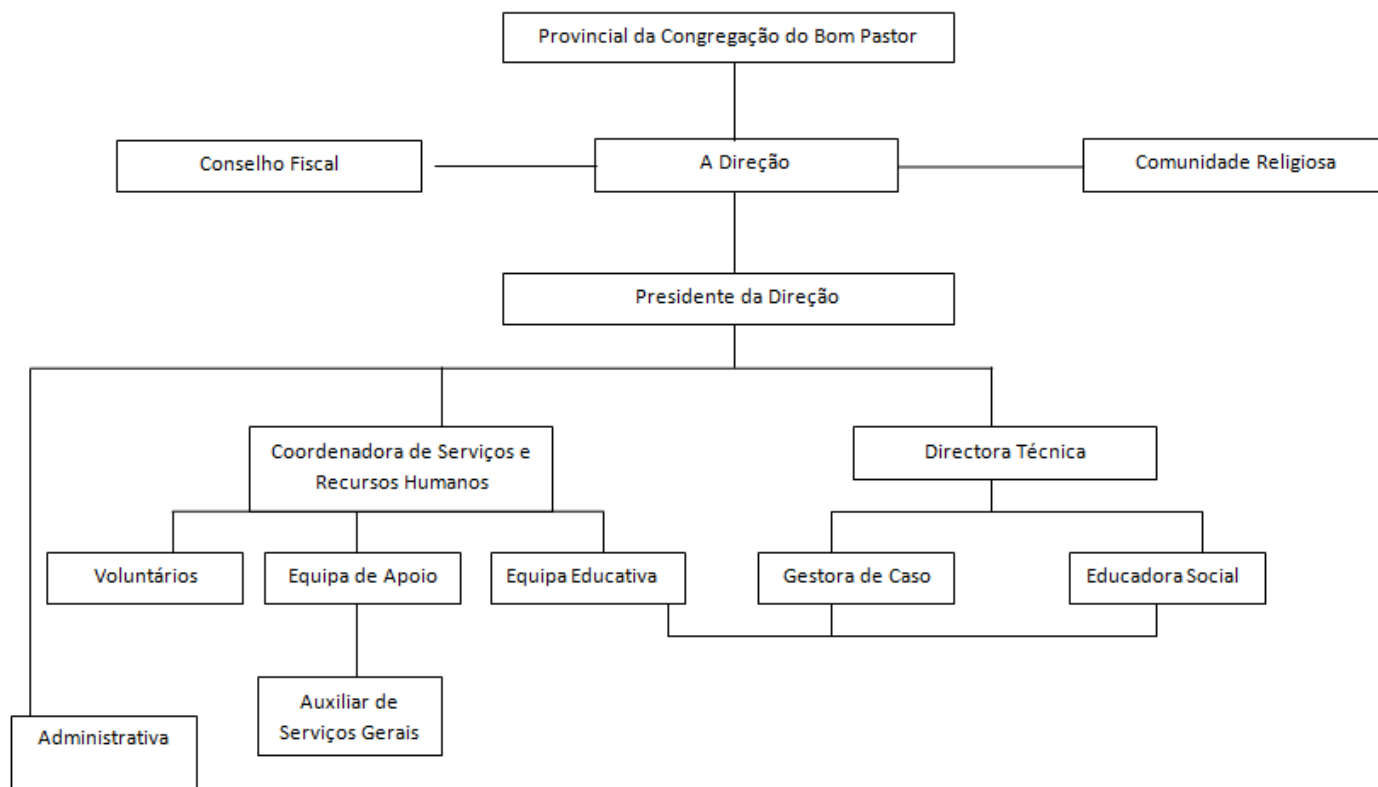 Provincial da Congregação do Bom Pastor
Conselho Fiscal
A Direção
Comunidade Religiosa
Presidente da Direção
Coordenadora de Serviços e
Recursos Humanos
Directora Técnica
Voluntários
Equipa de Apoio
Equipa Educativa
Gestora de Caso
Educadora Social
Auxiliar de
Serviços Gerais
Administrativa